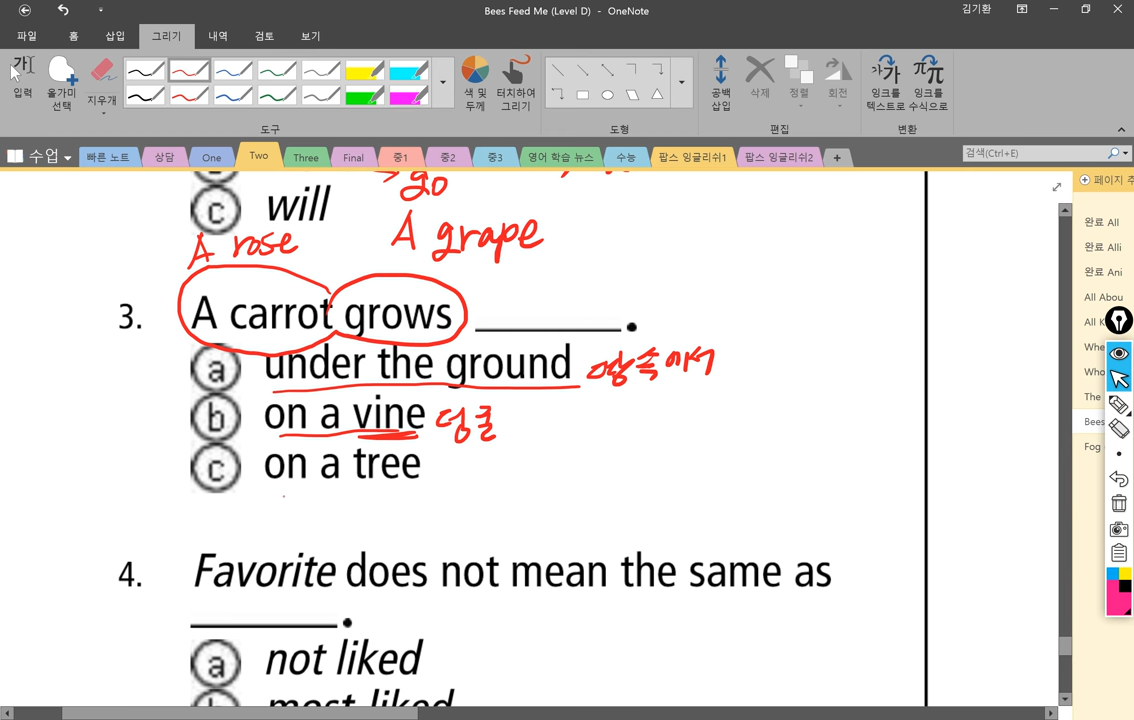 Bees Feed Me (Level D) - OneNote
김기환
파일 홈 삽입 그리기 내역 검토 보기
입력 올가미 선택 지우개 색 및 두께 터치하여 그리기 공백 삽입 삭제 정렬 회전 잉크를 텍스트로 잉크를 수식으로
도구 도형 편집 변환
수업 빠른 노트 상담 One Two Three Final 중1 중2 중3 영어 학습 뉴스 수능 팝스 잉글리쉬1 팝스 잉글리쉬2 + 검색(Ctrl+E)
페이지 추
완료 All
완료 Alli
완료 Ani
All Abou
All K
Whe
Who
The
Bees
Fog
go
c will
A rose A grape
3. A carrot grows ________.
a under the ground 땅속에서
b on a vine 덩쿨
c on a tree
4. Favorite does not mean the same as
________.
a not liked
most liked